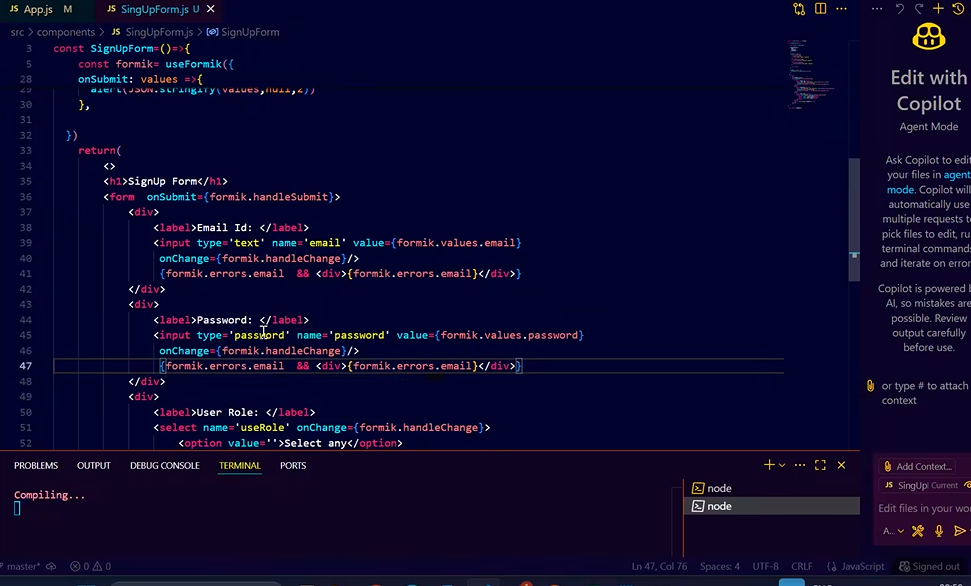 JS App.js M JS SingUpForm.js U ✕
src > components > JS SingUpForm.js > SignUpForm
3 const SignUpForm=()=>{
5 const formik= useFormik({
28 onSubmit: values =>{
29 alert(JSON.stringify(values,null,2))
30 },
31
32 })
33 return(
34 <>
35 <h1>SignUp Form</h1>
36 <form onSubmit={formik.handleSubmit}>
37 <div>
38 <label>Email Id: </label>
39 <input type='text' name='email' value={formik.values.email}
40 onChange={formik.handleChange}/>
41 {formik.errors.email && <div>{formik.errors.email}</div>}
42 </div>
43 <div>
44 <label>Password: </label>
45 <input type='password' name='password' value={formik.values.password}
46 onChange={formik.handleChange}/>
47 {formik.errors.email && <div>{formik.errors.email}</div>}
48 </div>
49 <div>
50 <label>User Role: </label>
51 <select name='useRole' onChange={formik.handleChange}>
52 <option value=''>Select any</option>
Edit with
Copilot
Agent Mode
Ask Copilot to edit
your files in agent
mode. Copilot will
automatically use
multiple requests to
pick files to edit, ru
terminal commands
and iterate on error
Copilot is powered b
AI, so mistakes are
possible. Review
output carefully
before use.
or type # to attach
context
Add Context...
JS SingUp Current
Edit files in your wo
A...
PROBLEMS OUTPUT DEBUG CONSOLE TERMINAL PORTS
Compiling...
node
node
master* 0 0 Ln 47, Col 76 Spaces: 4 UTF-8 CRLF {} JavaScript Signed out